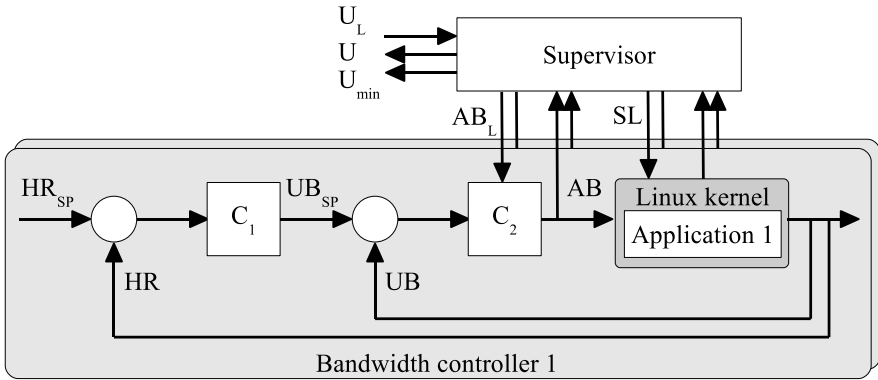 U_L
U
U_min
Supervisor
AB_L
SL
HR_SP
C_1
UB_SP
C_2
AB
Linux kernel
Application 1
HR
UB
Bandwidth controller 1